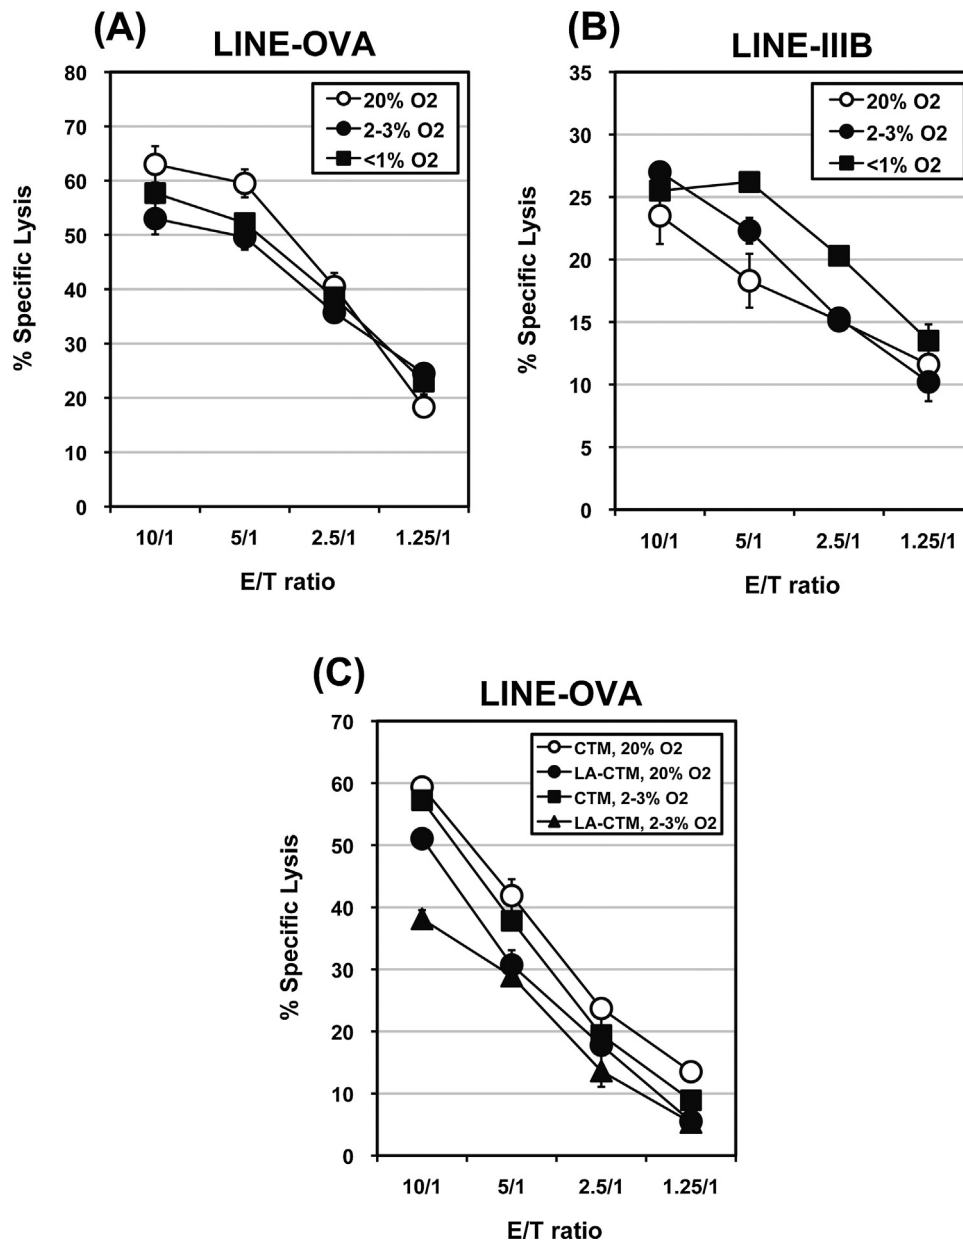 (A)
LINE-OVA
80
70
60
50
40
30
20
10
0
% Specific Lysis
20% O2
2-3% O2
<1% O2
10/1 5/1 2.5/1 1.25/1
E/T ratio
(B)
LINE-IIIB
35
30
25
20
15
10
5
0
% Specific Lysis
20% O2
2-3% O2
<1% O2
10/1 5/1 2.5/1 1.25/1
E/T ratio
(C)
LINE-OVA
70
60
50
40
30
20
10
0
% Specific Lysis
CTM, 20% O2
LA-CTM, 20% O2
CTM, 2-3% O2
LA-CTM, 2-3% O2
10/1 5/1 2.5/1 1.25/1
E/T ratio